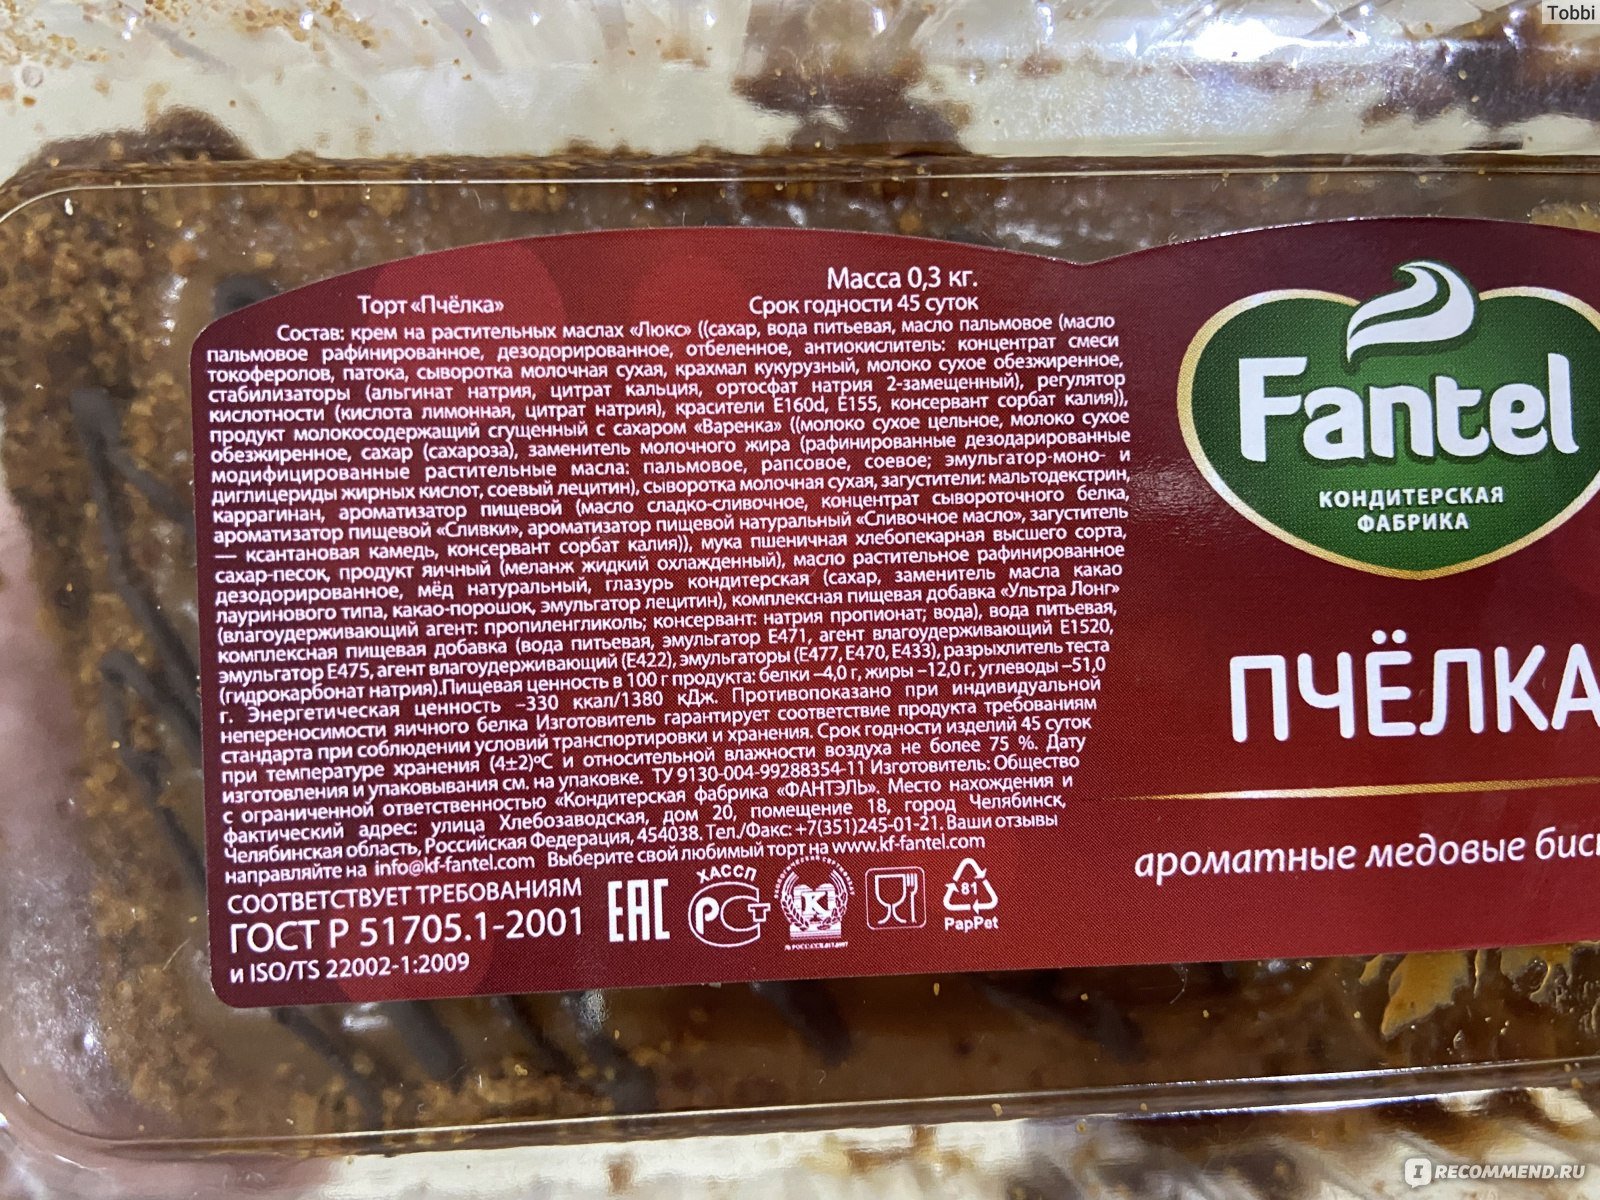 Tobbi
Масса 0,3 кг.
Торт «Пчёлка»
Срок годности 45 суток
Состав: крем на растительных маслах «Люкс» ((сахар, вода питьевая, масло пальмовое (масло
пальмовое рафинированное, дезодорированное, отбеленное, антиокислитель: концентрат смеси
токоферолов, патока, сыворотка молочная сухая, крахмал кукурузный, молоко сухое обезжиренное,
стабилизаторы (альгинат натрия, цитрат кальция, ортосфат натрия 2-замещенный), регулятор
кислотности (кислота лимонная, цитрат натрия), красители Е160d, Е155, консервант сорбат калия)),
продукт молокосодержащий сгущенный с сахаром «Варенка» ((молоко сухое цельное, молоко сухое
обезжиренное, сахар (сахароза), заменитель молочного жира (рафинированные дезодарированные
модифицированные растительные масла: пальмовое, рапсовое, соевое; эмульгатор-моно- и
диглицериды жирных кислот, соевый лецитин), сыворотка молочная сухая, загустители: мальтодекстрин,
каррагинан, ароматизатор пищевой (масло сладко-сливочное, концентрат сывороточного белка,
ароматизатор пищевой «Сливки», ароматизатор пищевой натуральный «Сливочное масло», загуститель
— ксантановая камедь, консервант сорбат калия)), мука пшеничная хлебопекарная высшего сорта,
сахар-песок, продукт яичный (меланж жидкий охлажденный), масло растительное рафинированное
дезодорированное, мёд натуральный, глазурь кондитерская (сахар, заменитель масла какао
лауринового типа, какао-порошок, эмульгатор лецитин), комплексная пищевая добавка «Ультра Лонг»
(влагоудерживающий агент: пропиленгликоль; консервант: натрия пропионат; вода), вода питьевая,
комплексная пищевая добавка (вода питьевая, эмульгатор Е471, агент влагоудерживающий Е1520,
эмульгатор Е475, агент влагоудерживающий (Е422), эмульгаторы (Е477, Е470, Е433), разрыхлитель теста
(гидрокарбонат натрия).Пищевая ценность в 100 г продукта: белки –4,0 г, жиры –12,0 г, углеводы –51,0
г. Энергетическая ценность –330 ккал/1380 кДж. Противопоказано при индивидуальной
непереносимости яичного белка Изготовитель гарантирует соответствие продукта требованиям
стандарта при соблюдении условий транспортировки и хранения. Срок годности изделий 45 суток
при температуре хранения (4±2)°С и относительной влажности воздуха не более 75 %. Дату
изготовления и упаковывания см. на упаковке. ТУ 9130-004-99288354-11 Изготовитель: Общество
с ограниченной ответственностью «Кондитерская фабрика «ФАНТЭЛЬ». Место нахождения и
фактический адрес: улица Хлебозаводская, дом 20, помещение 18, город Челябинск,
Челябинская область, Российская Федерация, 454038. Тел./Факс: +7(351)245-01-21. Ваши отзывы
направляйте на info@kf-fantel.com Выберите свой любимый торт на www.kf-fantel.com
СООТВЕТСТВУЕТ ТРЕБОВАНИЯМ
ГОСТ Р 51705.1-2001
и ISO/TS 22002-1:2009
ЕАС
ХАССП
РСТ
81
PapPet
Fantel
КОНДИТЕРСКАЯ
ФАБРИКА
ПЧЁЛКА
ароматные медовые бис
IRECOMMEND.RU